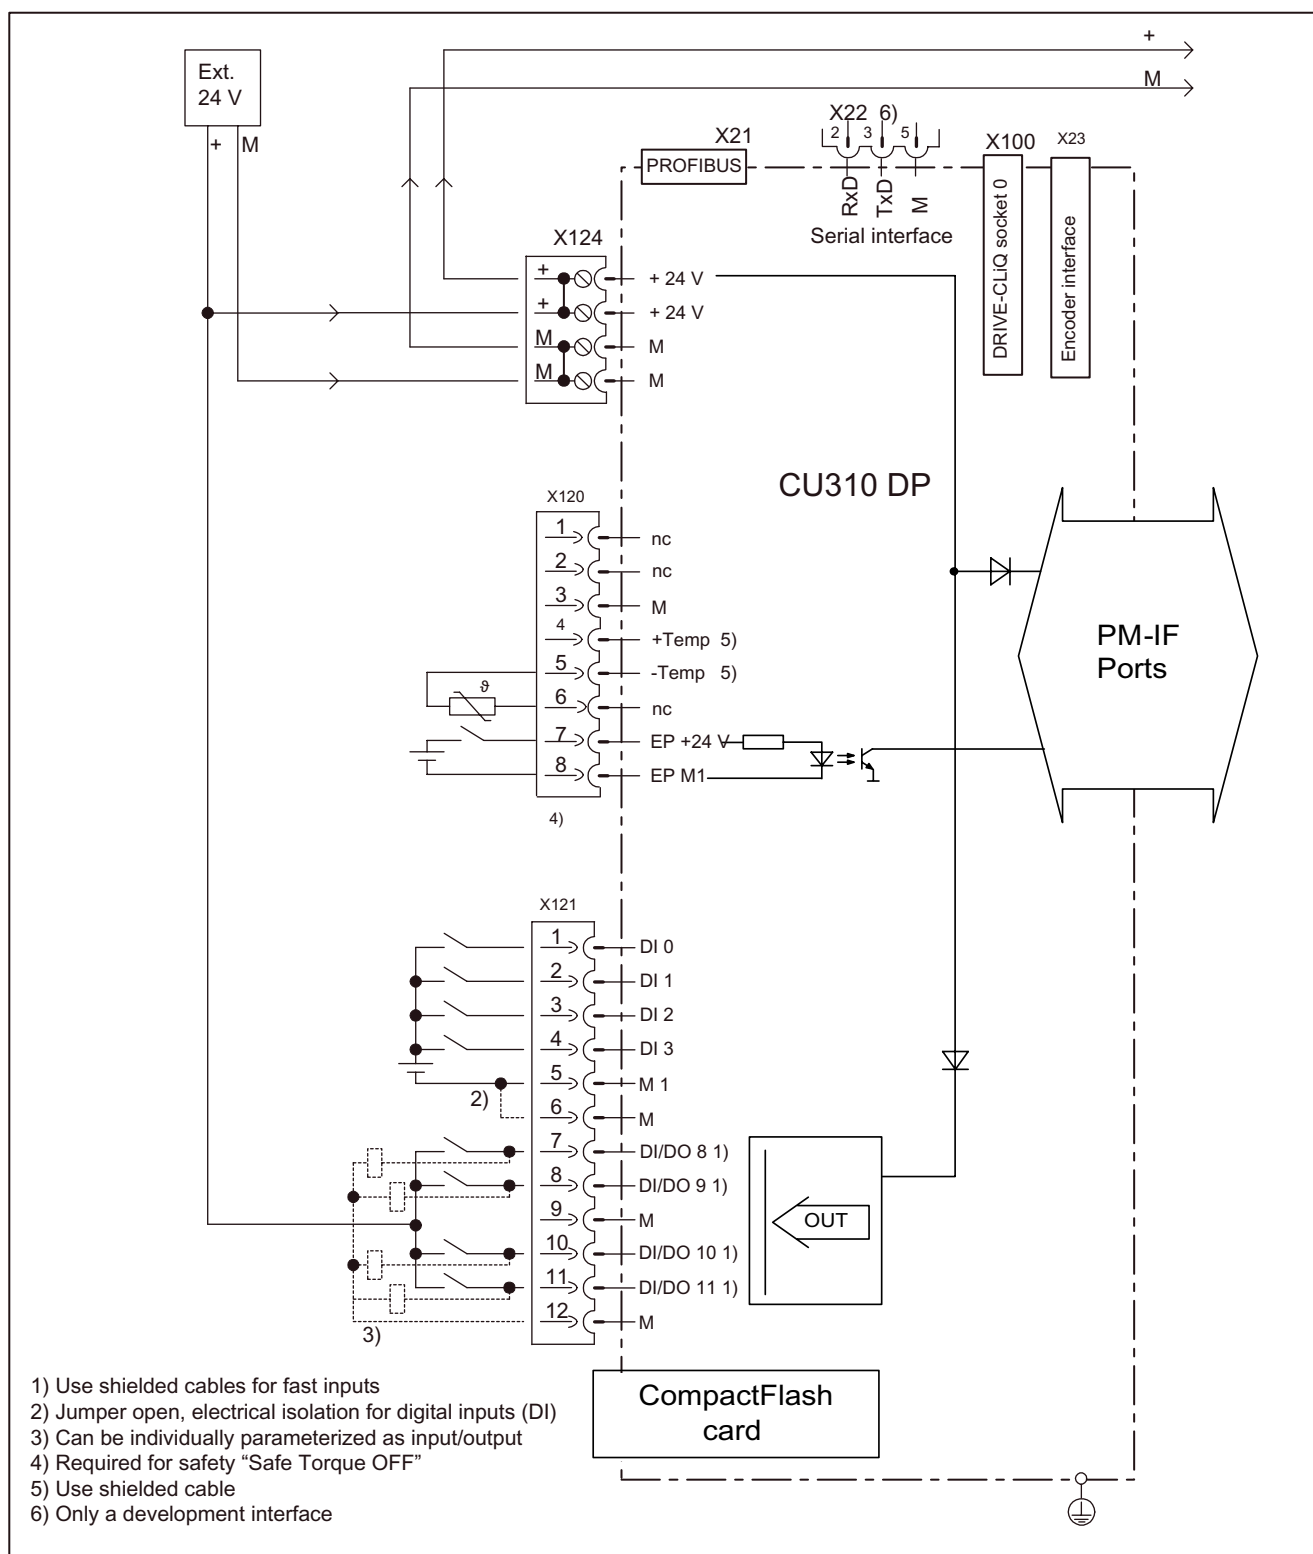 +
M
Ext.
24 V
+ M
X21
PROFIBUS
X22 6)
2 3 5
RxD
TxD
M
Serial interface
X100
DRIVE-CLiQ socket 0
X23
Encoder interface
X124
+ + 24 V
+ + 24 V
M M
M M
CU310 DP
X120
1 nc
2 nc
3 M
4 +Temp 5)
5 -Temp 5)
ϑ
6 nc
7 EP +24 V
8 EP M1
4)
PM-IF
Ports
X121
1 DI 0
2 DI 1
3 DI 2
4 DI 3
5 M 1
2)
6 M
7 DI/DO 8 1)
8 DI/DO 9 1)
9 M
10 DI/DO 10 1)
11 DI/DO 11 1)
12 M
3)
OUT
CompactFlash
card
1) Use shielded cables for fast inputs
2) Jumper open, electrical isolation for digital inputs (DI)
3) Can be individually parameterized as input/output
4) Required for safety “Safe Torque OFF”
5) Use shielded cable
6) Only a development interface